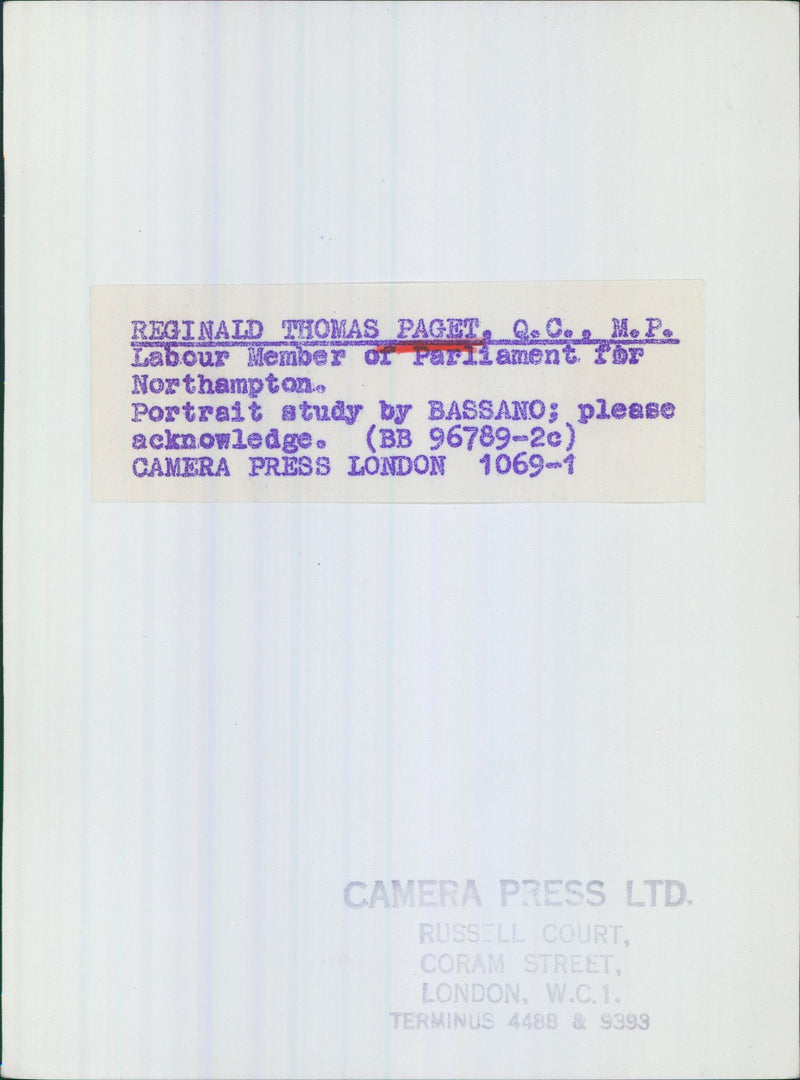 REGINALD THOMAS PAGET, Q.C., M.P.
Labour Member of Parliament for
Northampton.
Portrait study by BASSANO; please
acknowledge. (BB 96789-2c)
CAMERA PRESS LONDON 1069-1
CAMERA PRESS LTD.
RUSSELL COURT,
CORAM STREET,
LONDON, W.C.1.
TERMINUS 4488 & 9393